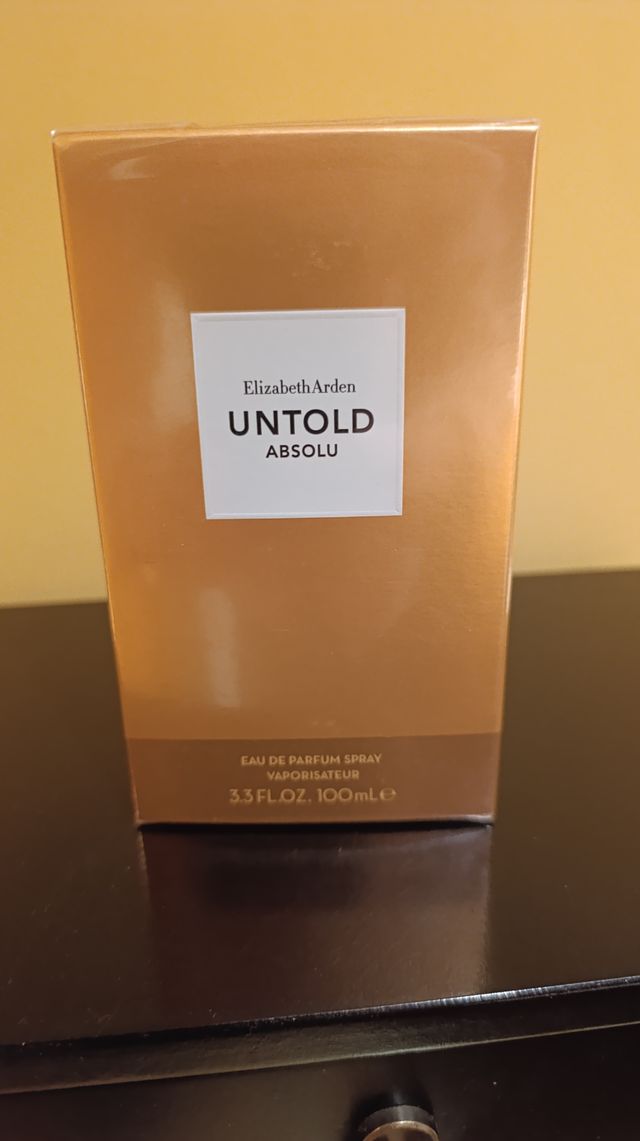 ElizabethArden
UNTOLD
ABSOLU
EAU DE PARFUM SPRAY
VAPORISATEUR
3.3 FL.OZ. 100mL℮